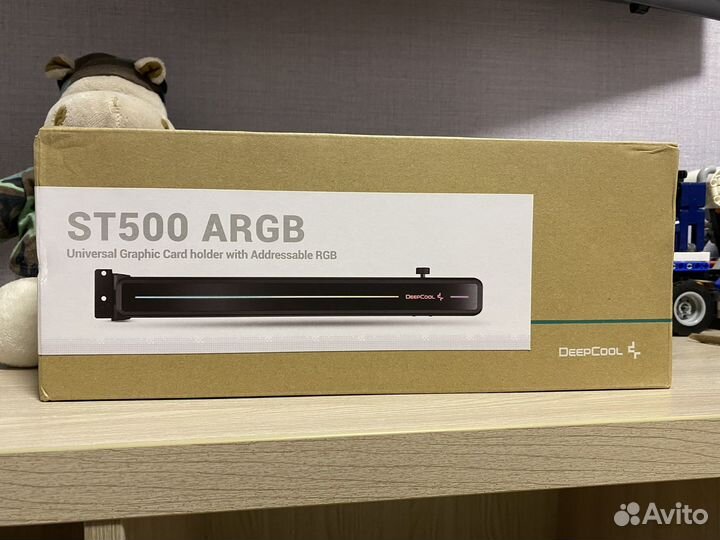 ST500 ARGB
Universal Graphic Card holder with Addressable RGB
DEEPCOOL
DEEPCOOL
Avito